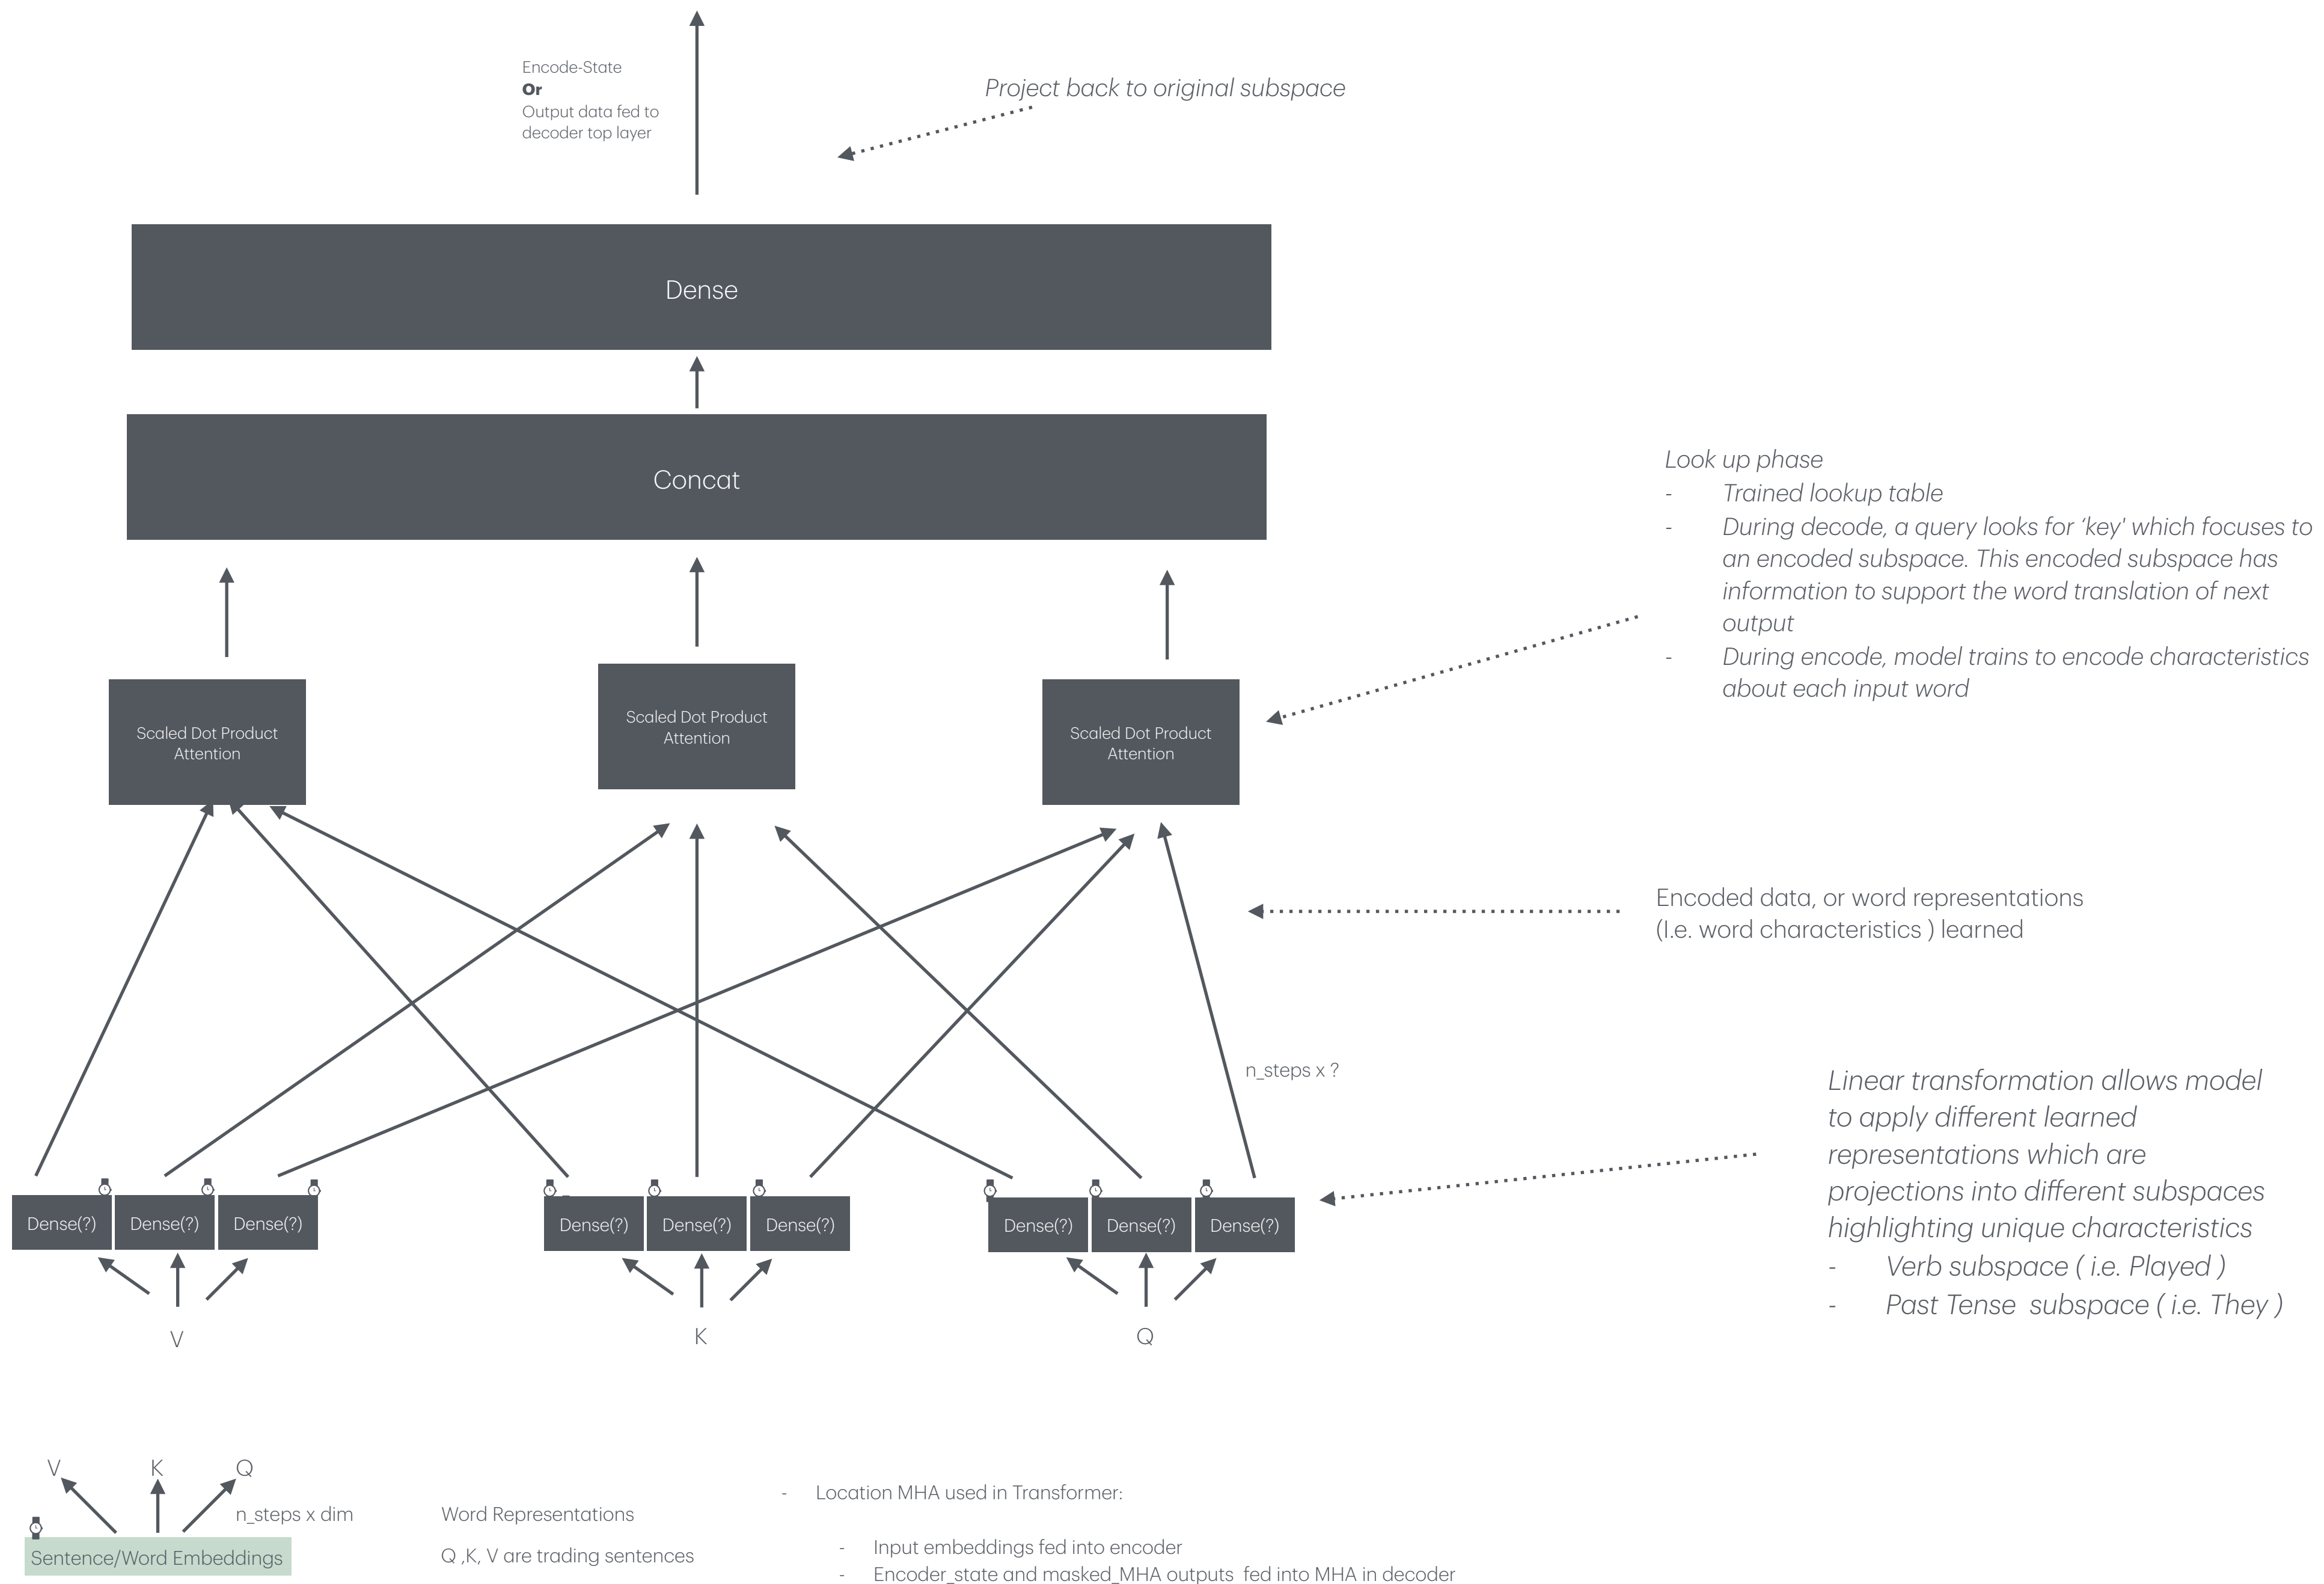 Encode-State
Or
Output data fed to
decoder top layer
Project back to original subspace
Dense
Concat
Look up phase
- Trained lookup table
- During decode, a query looks for ‘key' which focuses to
an encoded subspace. This encoded subspace has
information to support the word translation of next
output
- During encode, model trains to encode characteristics
about each input word
Scaled Dot Product
Attention
Scaled Dot Product
Attention
Scaled Dot Product
Attention
Encoded data, or word representations
(I.e. word characteristics ) learned
n_steps x ?
Linear transformation allows model
to apply different learned
representations which are
projections into different subspaces
highlighting unique characteristics
- Verb subspace ( i.e. Played )
- Past Tense  subspace ( i.e. They )
Dense(?) Dense(?) Dense(?)
Dense(?) Dense(?) Dense(?)
Dense(?) Dense(?) Dense(?)
V
K
Q
V K Q
n_steps x dim
Sentence/Word Embeddings
Word Representations
Q ,K, V are trading sentences
- Location MHA used in Transformer:
- Input embeddings fed into encoder
- Encoder_state and masked_MHA outputs  fed into MHA in decoder